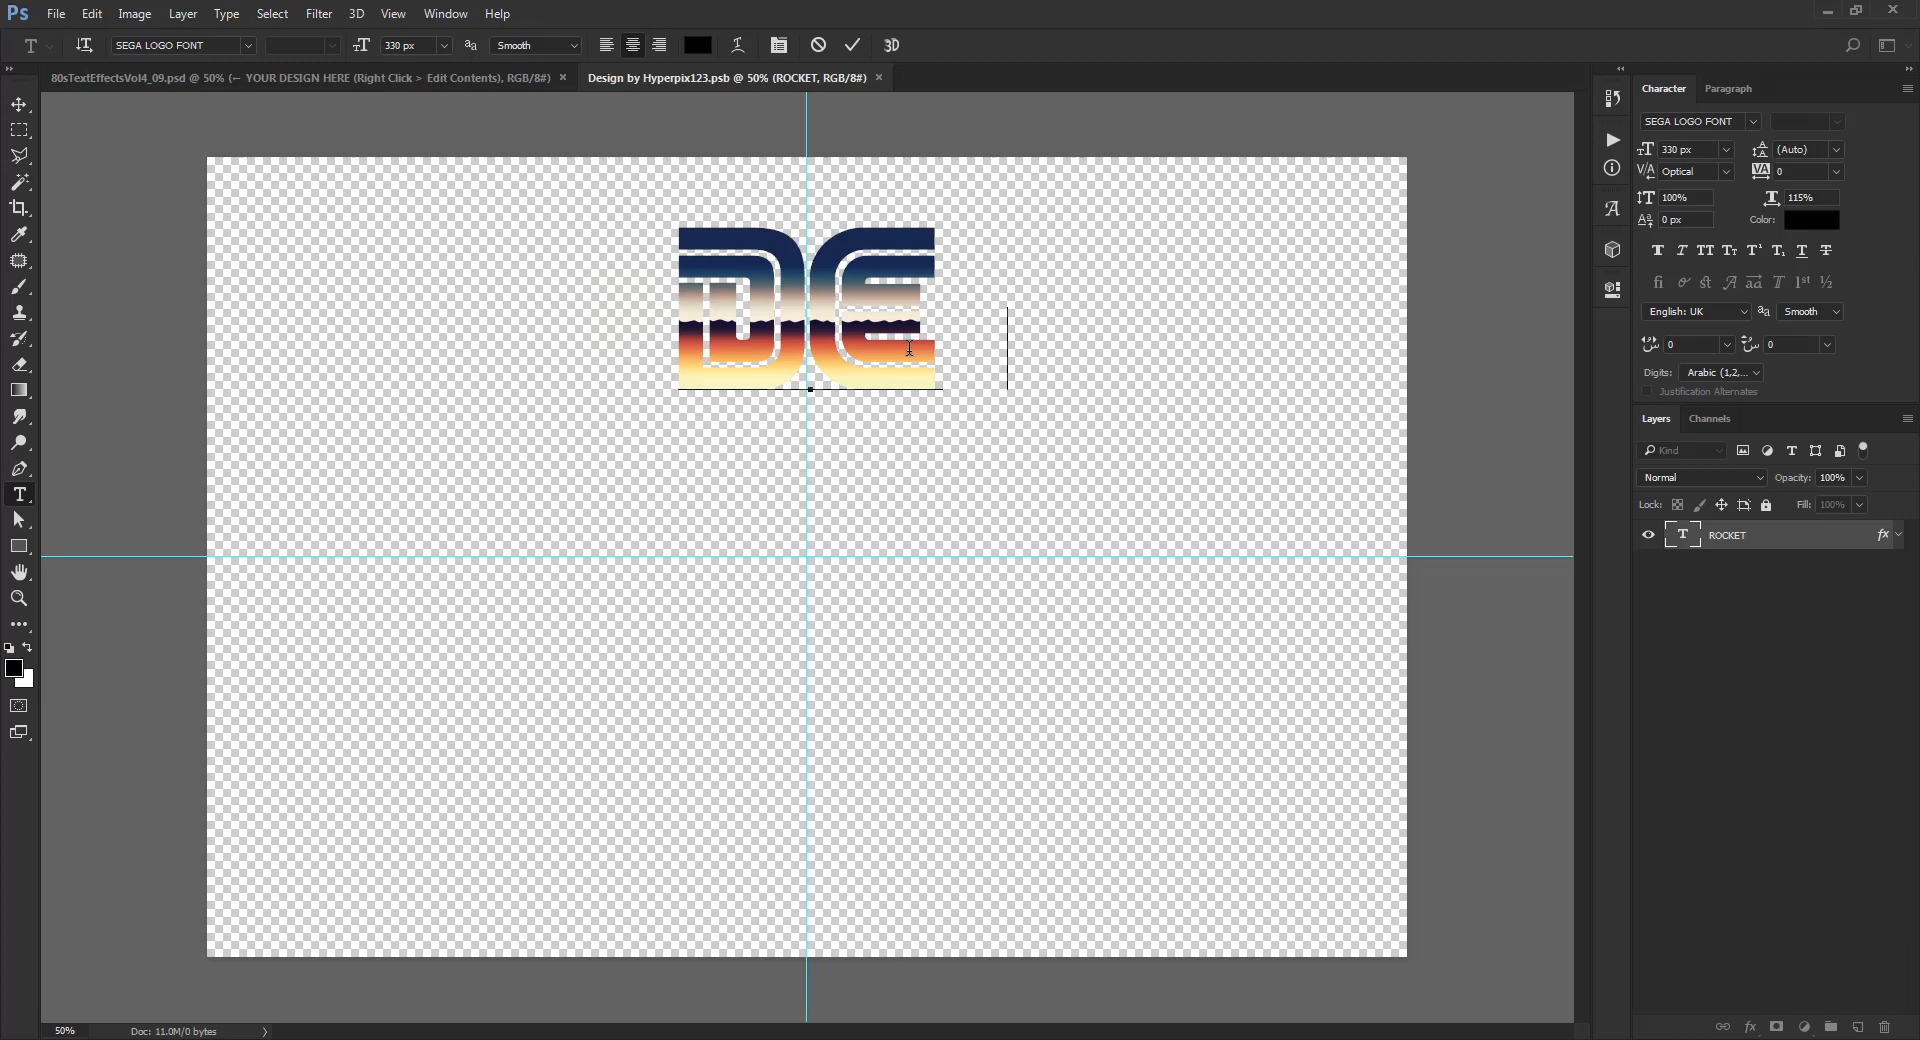 Ps File Edit Image Layer Type Select Filter 3D View Window Help
SEGA LOGO FONT 330 px Smooth 3D
80sTextEffectsVol4_09.psd @ 50% (← YOUR DESIGN HERE (Right Click > Edit Contents), RGB/8#) × Design by Hyperpix123.psb @ 50% (ROCKET, RGB/8#) ×
DE
Character Paragraph
SEGA LOGO FONT
330 px (Auto)
Optical 0
100% 115%
0 px Color:
English: UK Smooth
0 0
Digits: Arabic (1,2,...
Justification Alternates
Layers Channels
Kind
Normal Opacity: 100%
Lock: Fill: 100%
T ROCKET fx
50% Doc: 11.0M/0 bytes